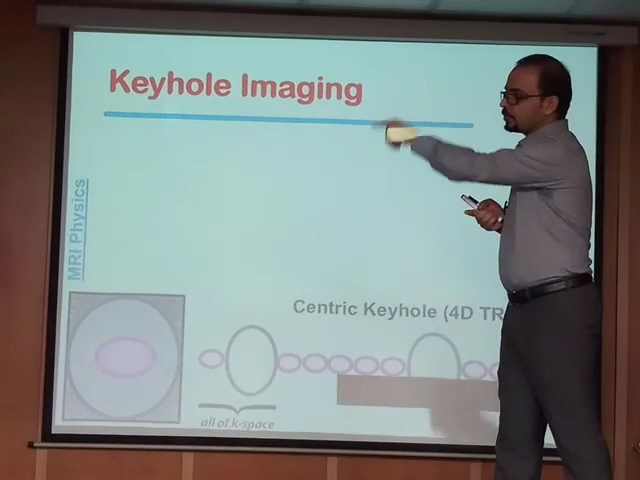 Keyhole Imaging
MRI Physics
Centric Keyhole (4D TR
all of k-space